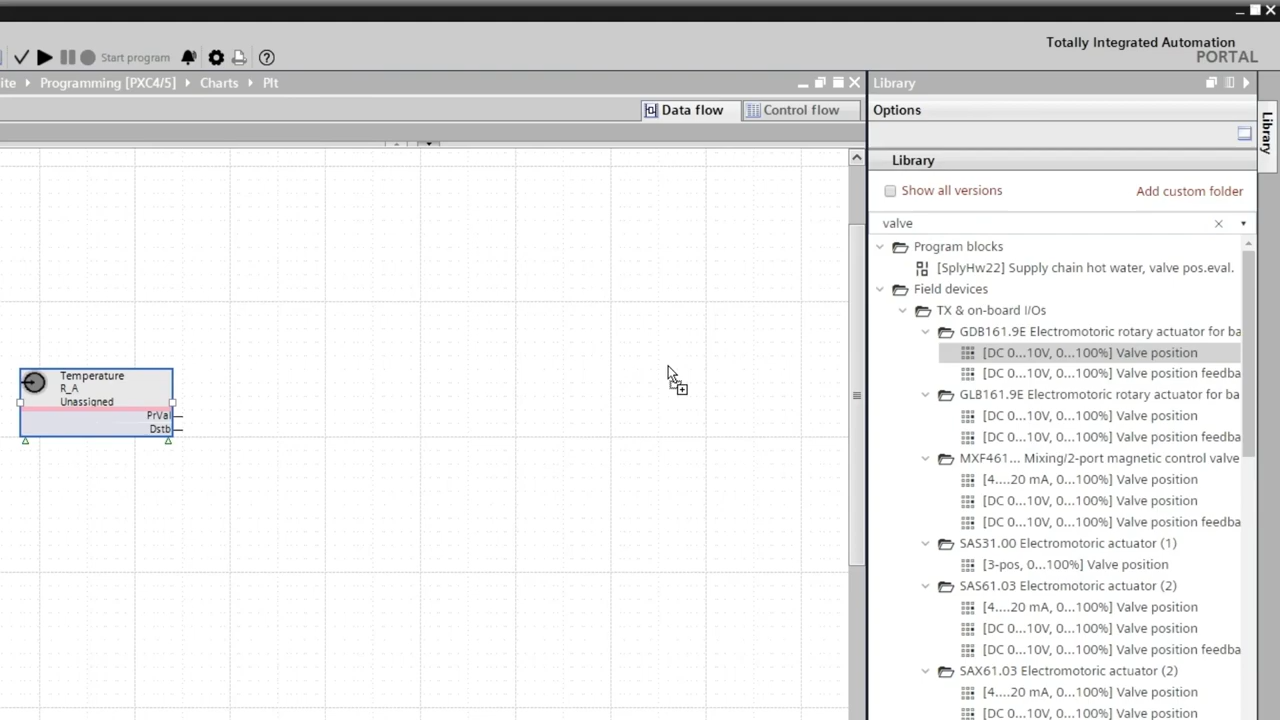 Totally Integrated Automation
PORTAL
Start program
ite Programming [PXC4/5] Charts Plt
Data flow
Control flow
Temperature
R_A
Unassigned
PrVal
Dstb
Library
Options
Library
Show all versions
Add custom folder
valve
Program blocks
[SplyHw22] Supply chain hot water, valve pos.eval.
Field devices
TX & on-board I/Os
GDB161.9E Electromotoric rotary actuator for ba
[DC 0...10V, 0...100%] Valve position
[DC 0...10V, 0...100%] Valve position feedba
GLB161.9E Electromotoric rotary actuator for ba
[DC 0...10V, 0...100%] Valve position
[DC 0...10V, 0...100%] Valve position feedba
MXF461... Mixing/2-port magnetic control valve
[4....20 mA, 0...100%] Valve position
[DC 0...10V, 0...100%] Valve position
[DC 0...10V, 0...100%] Valve position feedba
SAS31.00 Electromotoric actuator (1)
[3-pos, 0...100%] Valve position
SAS61.03 Electromotoric actuator (2)
[4....20 mA, 0...100%] Valve position
[DC 0...10V, 0...100%] Valve position
[DC 0...10V, 0...100%] Valve position feedba
SAX61.03 Electromotoric actuator (2)
[4....20 mA, 0...100%] Valve position
[DC 0...10V, 0...100%] Valve position
Library